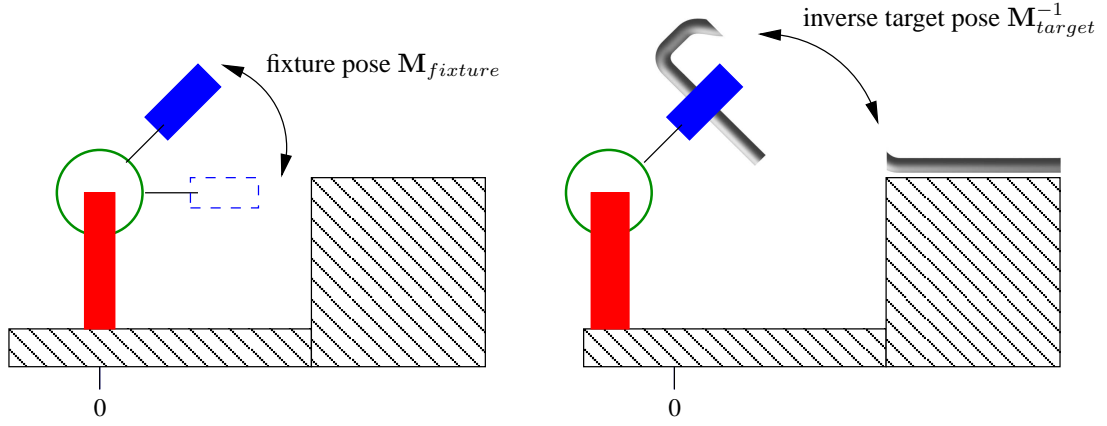 fixture pose M_{fixture}
inverse target pose M_{target}^{-1}
0
0